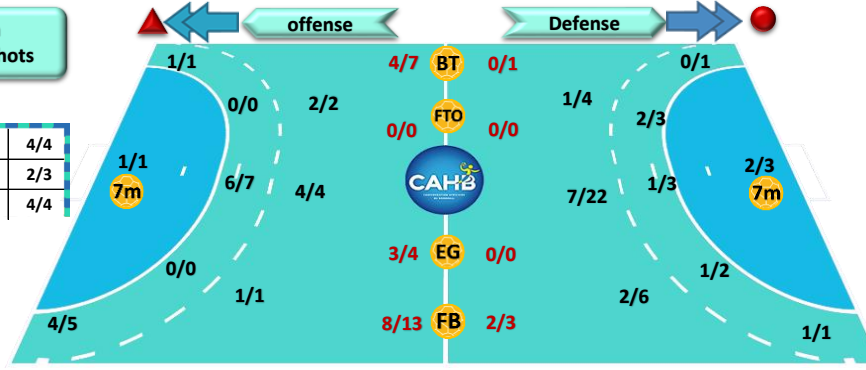 offense
Defense
hots
4/4
2/3
4/4
1/1
4/7 BT 0/1
0/1
0/0
2/2
1/4
0/0 FTO 0/0
2/3
1/1
7m
CAHB
2/3
7m
6/7
4/4
7/22
1/3
3/4 EG 0/0
0/0
1/2
1/1
2/6
4/5
8/13 FB 2/3
1/1